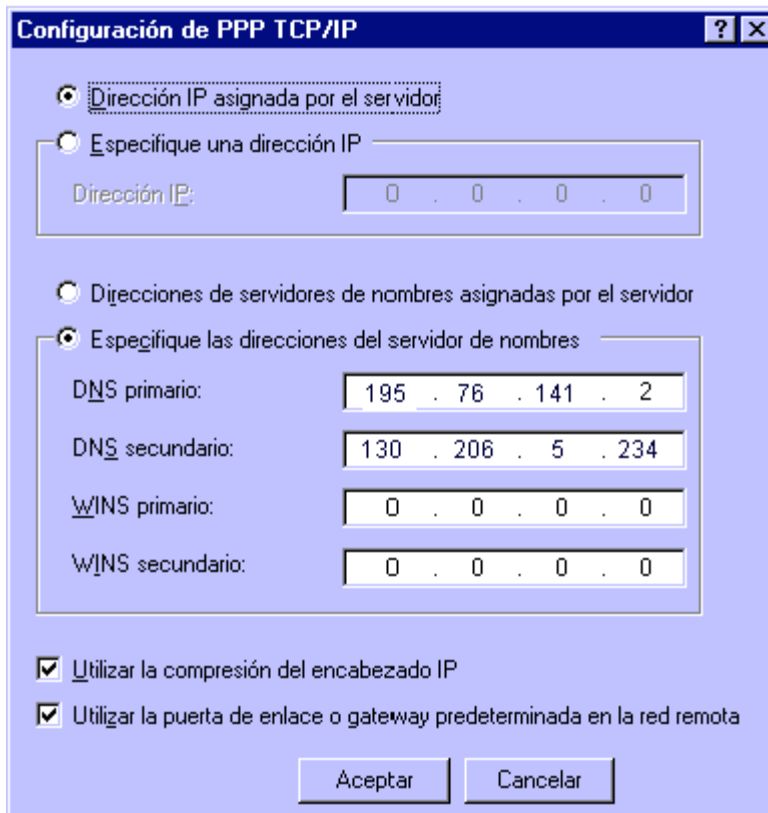 Configuración de PPP TCP/IP
Dirección IP asignada por el servidor
Especifique una dirección IP
Dirección IP: 0 . 0 . 0 . 0
Direcciones de servidores de nombres asignadas por el servidor
Especifique las direcciones del servidor de nombres
DNS primario: 195 . 76 . 141 . 2
DNS secundario: 130 . 206 . 5 . 234
WINS primario: 0 . 0 . 0 . 0
WINS secundario: 0 . 0 . 0 . 0
Utilizar la compresión del encabezado IP
Utilizar la puerta de enlace o gateway predeterminada en la red remota
Aceptar Cancelar